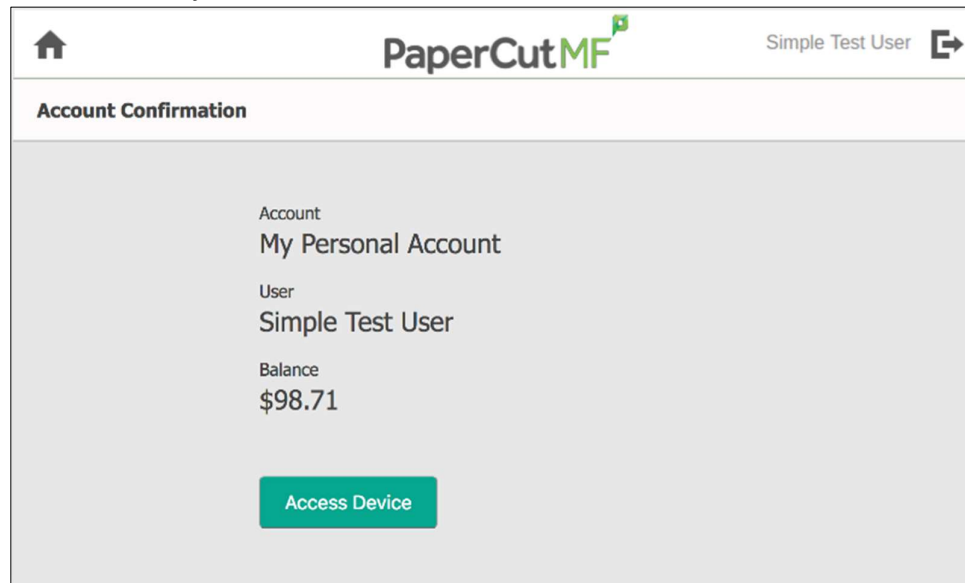 PaperCutMF
Simple Test User
Account Confirmation
Account
My Personal Account
User
Simple Test User
Balance
$98.71
Access Device